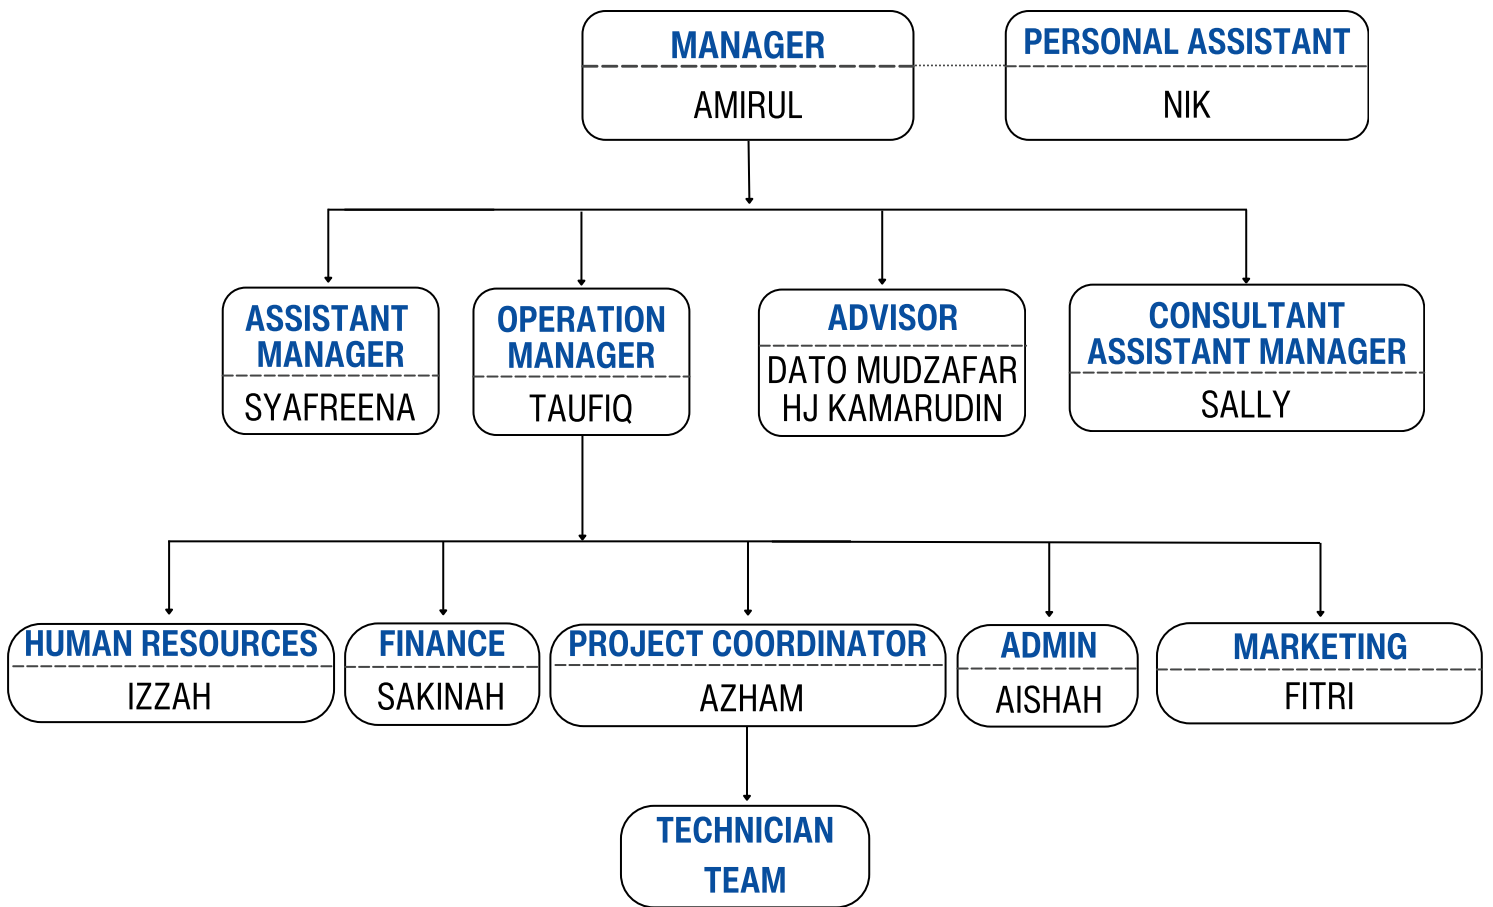 MANAGER
AMIRUL
PERSONAL ASSISTANT
NIK
ASSISTANT
MANAGER
SYAFREENA
OPERATION
MANAGER
TAUFIQ
ADVISOR
DATO MUDZAFAR
HJ KAMARUDIN
CONSULTANT
ASSISTANT MANAGER
SALLY
HUMAN RESOURCES
IZZAH
FINANCE
SAKINAH
PROJECT COORDINATOR
AZHAM
ADMIN
AISHAH
MARKETING
FITRI
TECHNICIAN
TEAM